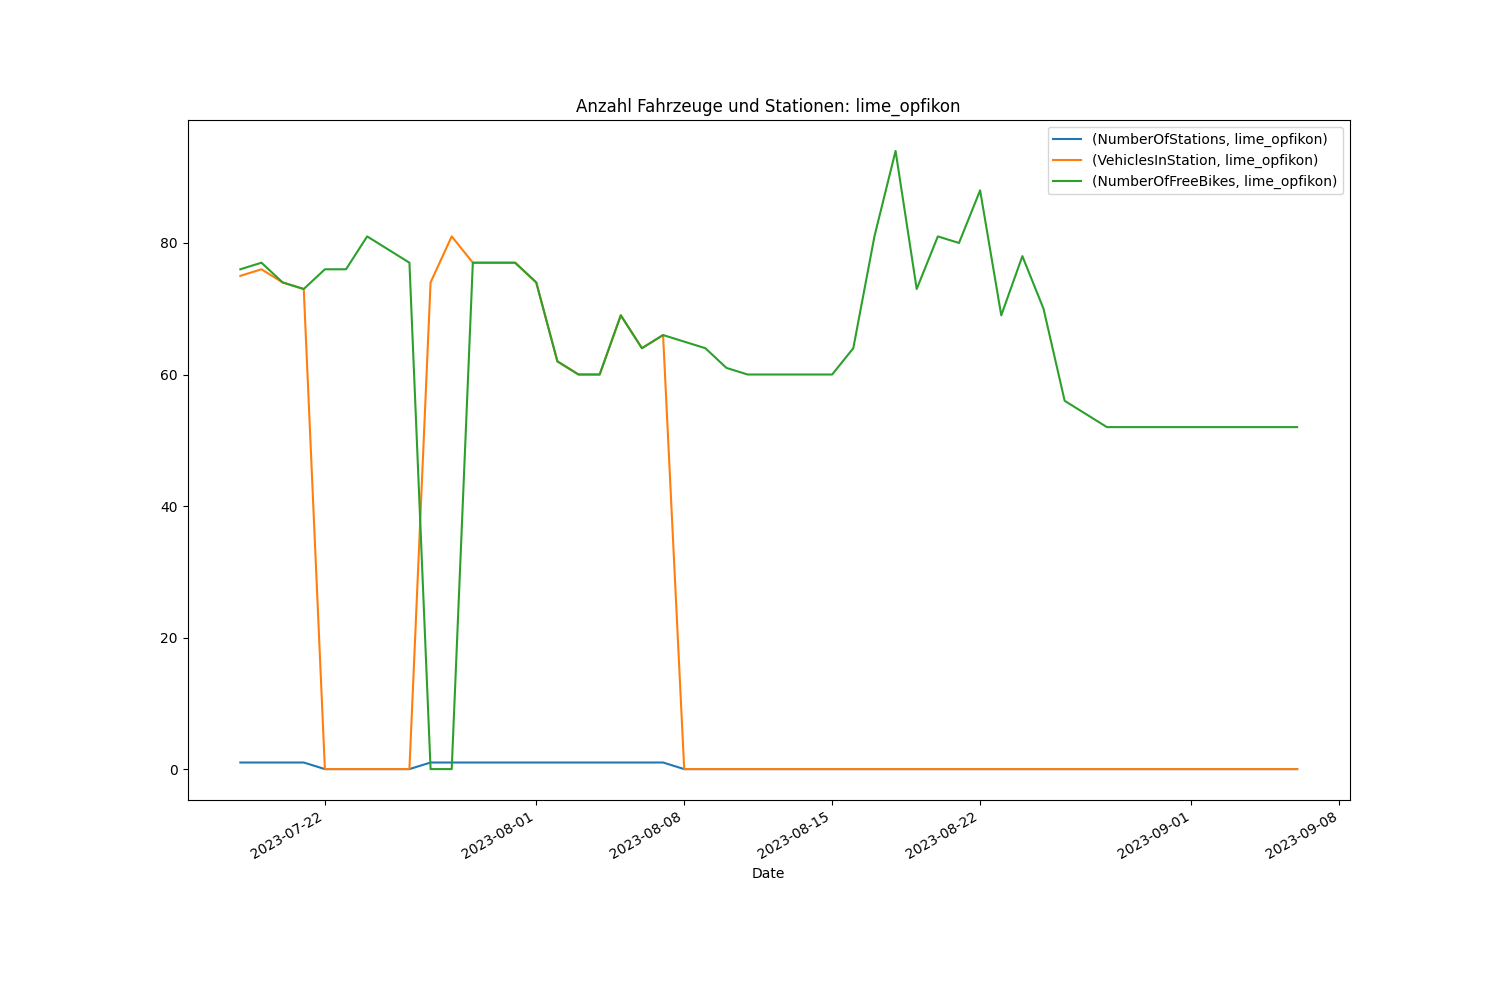 Anzahl Fahrzeuge und Stationen: lime_opfikon
(NumberOfStations, lime_opfikon)
(VehiclesInStation, lime_opfikon)
(NumberOfFreeBikes, lime_opfikon)
80
60
40
20
0
2023-07-22
2023-08-01
2023-08-08
2023-08-15
2023-08-22
2023-09-01
2023-09-08
Date